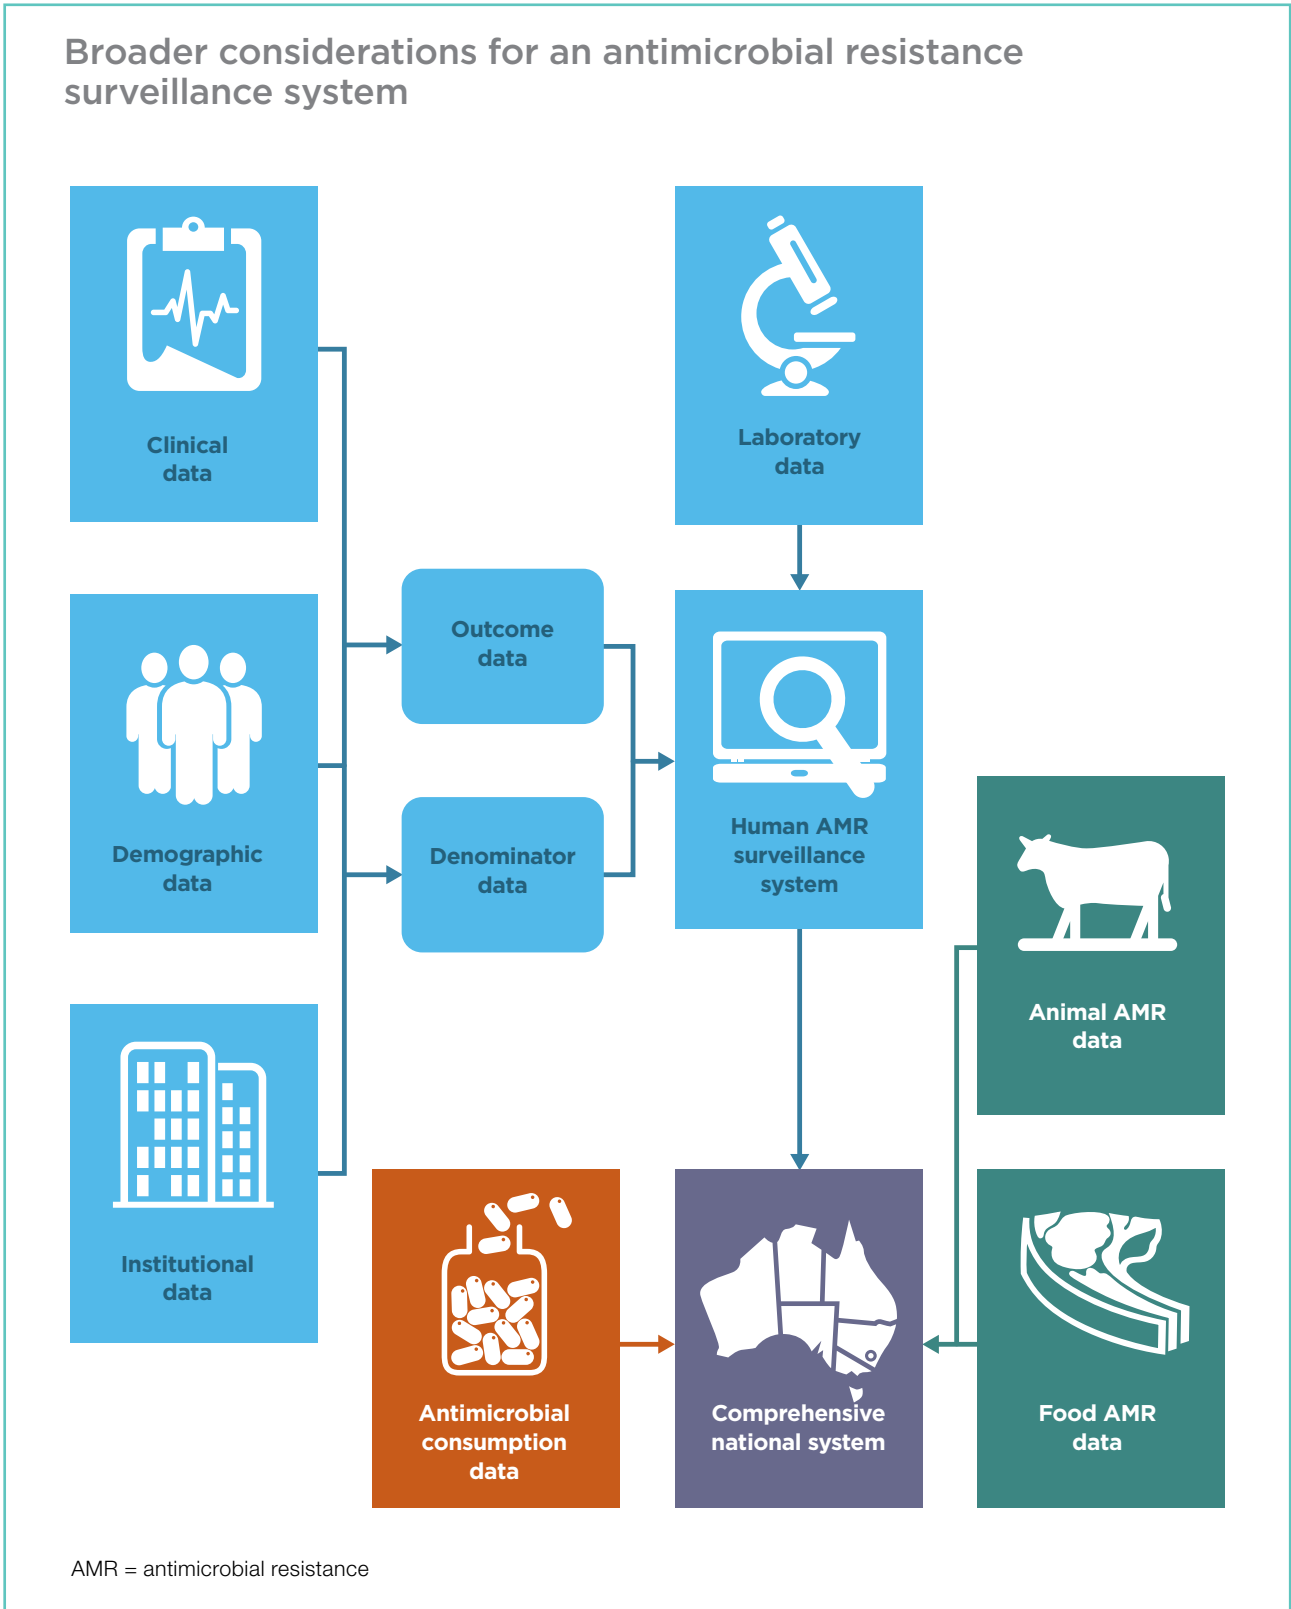 Broader considerations for an antimicrobial resistance
surveillance system
Clinical
data
Laboratory
data
Outcome
data
Demographic
data
Denominator
data
Human AMR
surveillance
system
Animal AMR
data
Institutional
data
Antimicrobial
consumption
data
Comprehensive
national system
Food AMR
data
AMR = antimicrobial resistance